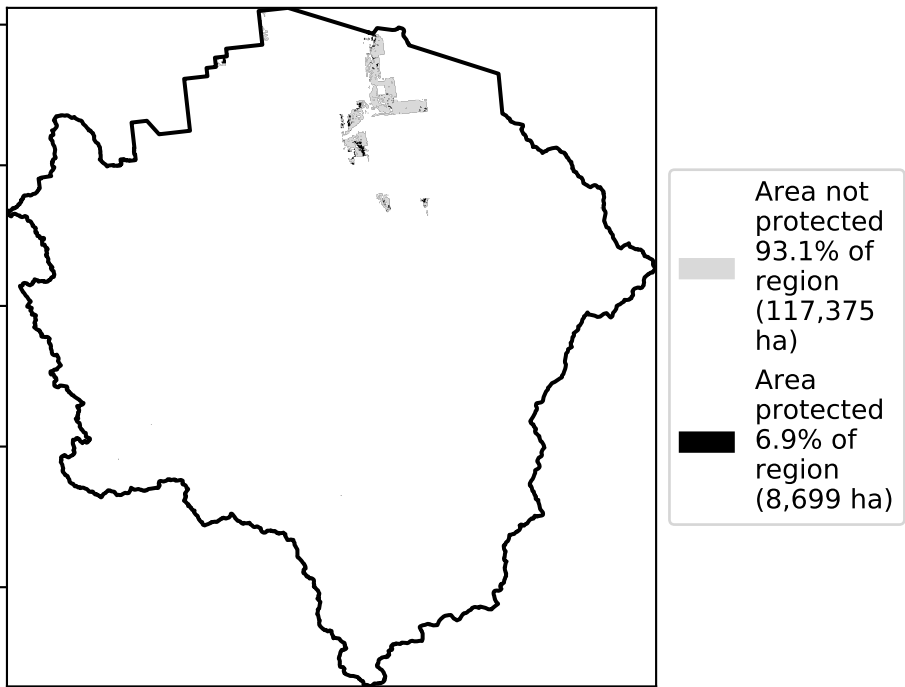 Area not
protected
93.1% of
region
(117,375
ha)
Area
protected
6.9% of
region
(8,699 ha)